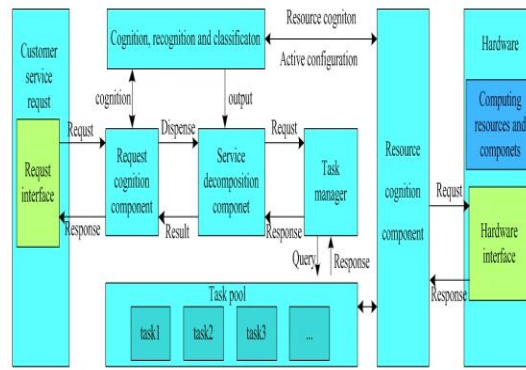 Customer
service
requst
Requst
interface
Cognition, recognition and classificaton
Resource cogniton
Active configuration
Hardware
Computing
resources and
componets
Hardware
interface
cognition
output
Requst
Dispense
Requst
Request
cognition
component
Service
decomposition
componet
Task
manager
Resource
cognition
component
Requst
Response
Response
Result
Response
Query
Response
Task pool
task1
task2
task3
...